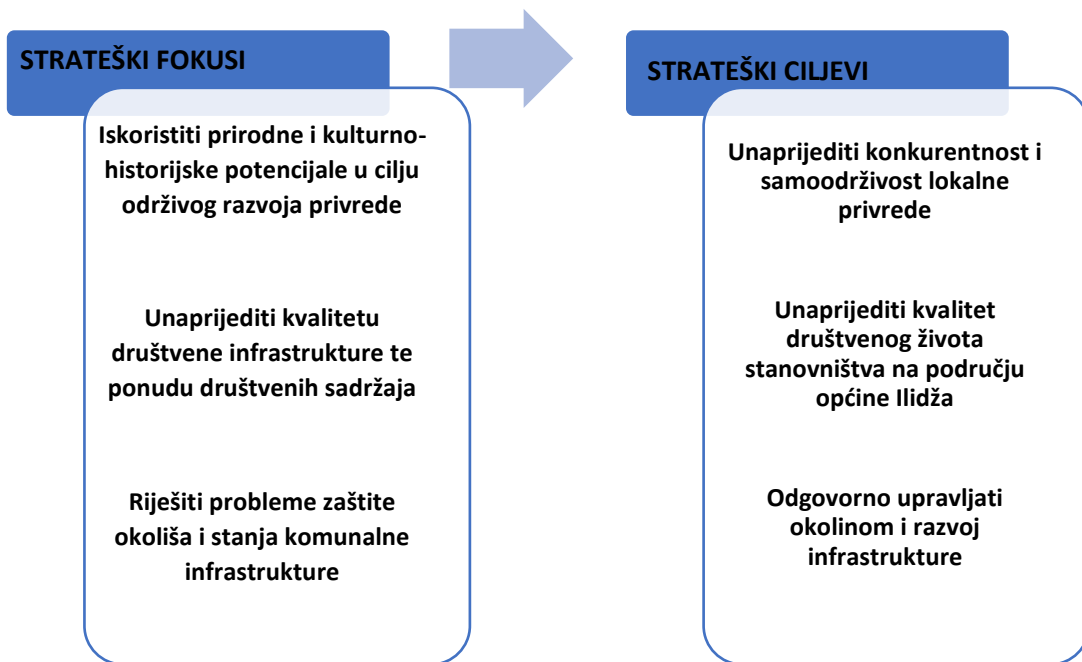 STRATEŠKI FOKUSI
Iskoristiti prirodne i kulturno-
historijske potencijale u cilju
održivog razvoja privrede
Unaprijediti kvalitetu
društvene infrastrukture te
ponudu društvenih sadržaja
Riješiti probleme zaštite
okoliša i stanja komunalne
infrastrukture
STRATEŠKI CILJEVI
Unaprijediti konkurentnost i
samoodrživost lokalne
privrede
Unaprijediti kvalitet
društvenog života
stanovništva na području
općine Ilidža
Odgovorno upravljati
okolinom i razvoj
infrastrukture